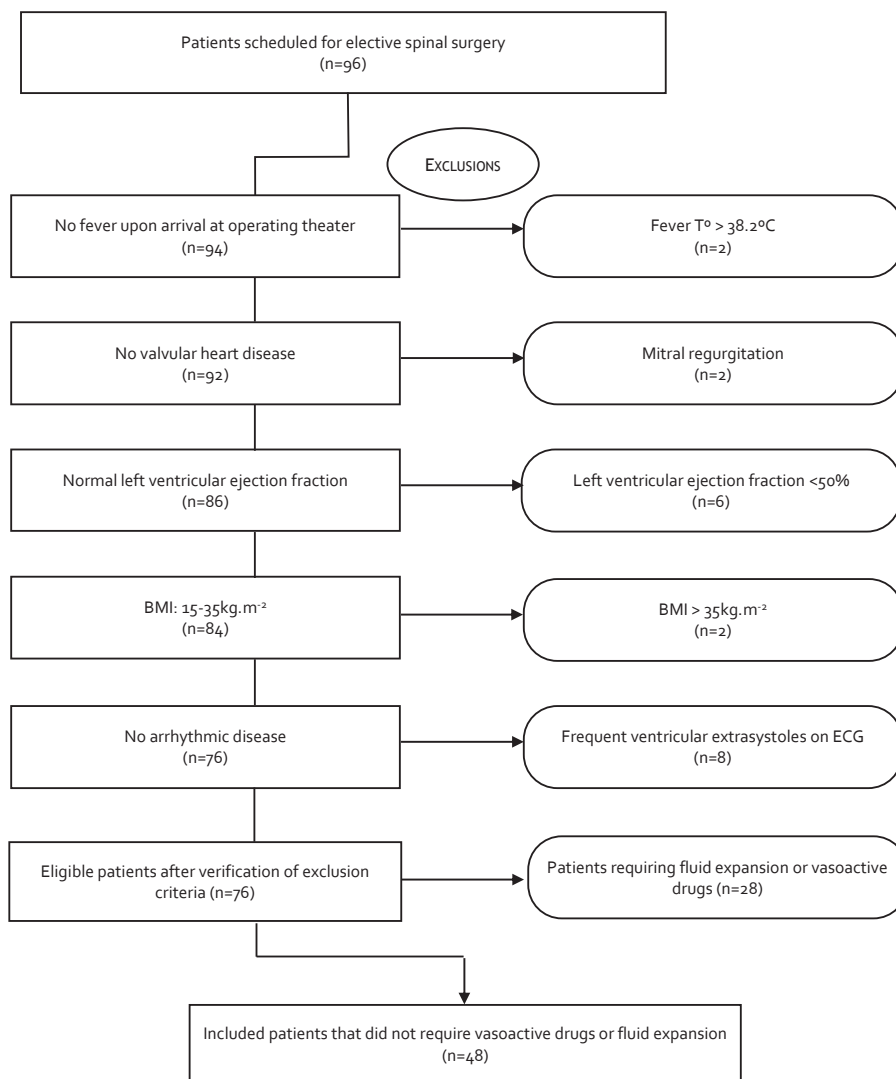 Patients scheduled for elective spinal surgery
(n=96)
EXCLUSIONS
No fever upon arrival at operating theater
(n=94)
Fever Tº > 38.2ºC
(n=2)
No valvular heart disease
(n=92)
Mitral regurgitation
(n=2)
Normal left ventricular ejection fraction
(n=86)
Left ventricular ejection fraction <50%
(n=6)
BMI: 15-35kg.m⁻²
(n=84)
BMI > 35kg.m⁻²
(n=2)
No arrhythmic disease
(n=76)
Frequent ventricular extrasystoles on ECG
(n=8)
Eligible patients after verification of exclusion
criteria (n=76)
Patients requiring fluid expansion or vasoactive
drugs (n=28)
Included patients that did not require vasoactive drugs or fluid expansion
(n=48)